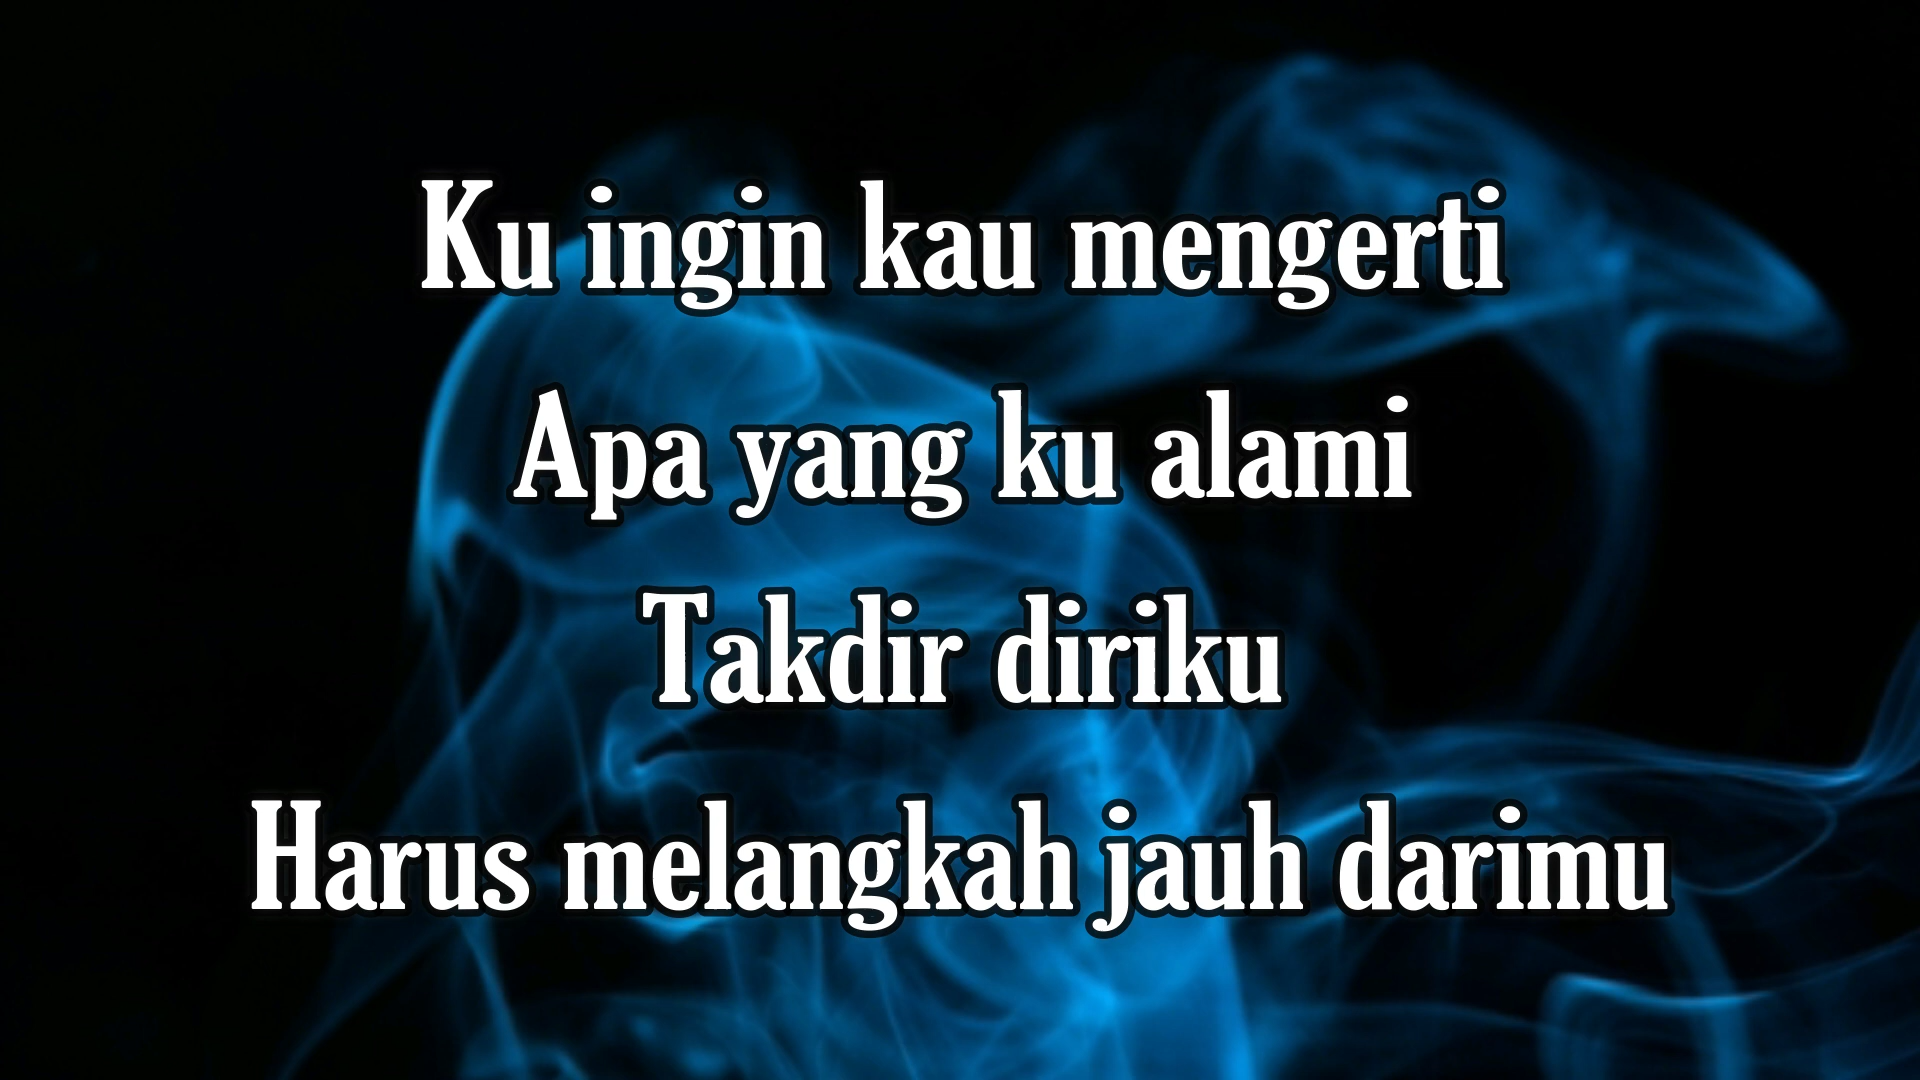 Ku ingin kau mengerti
Apa yang ku alami
Takdir diriku
Harus melangkah jauh darimu